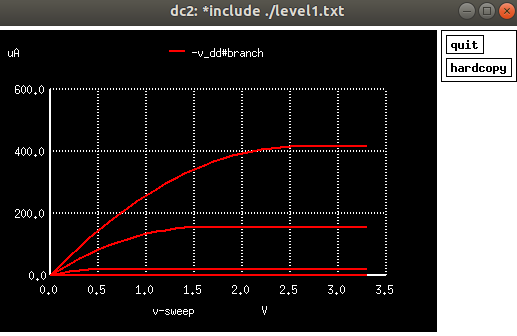 dc2: *include ./level1.txt
quit
hardcopy
uA
-v_dd#branch
600.0
400.0
200.0
0.0
0.0 0.5 1.0 1.5 2.0 2.5 3.0 3.5
v-sweep V